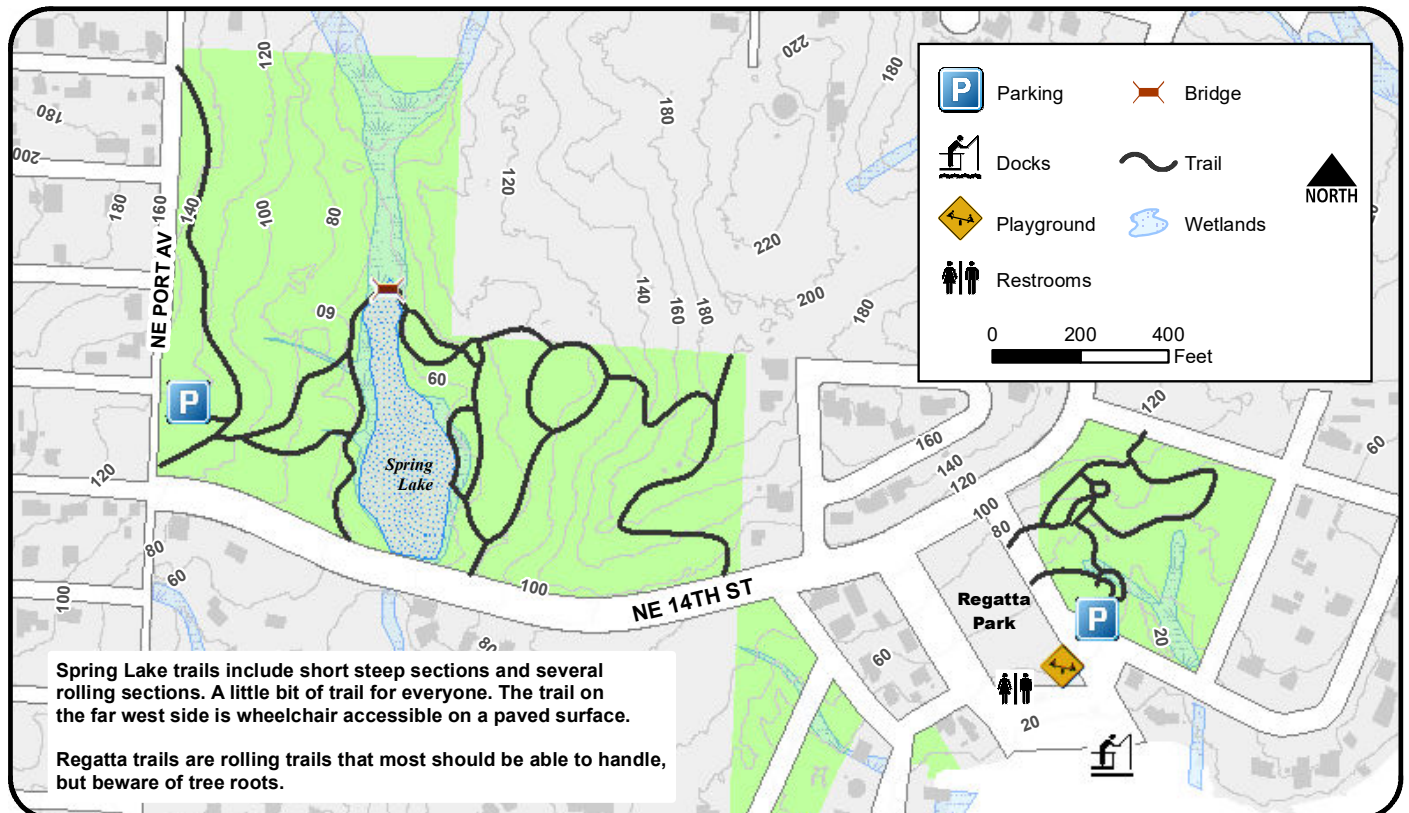 120
220
180
180
180
200
120
180
160
140
100
80
220
NE PORT AV
60
140
160
180
200
180
60
Spring
Lake
120
80
60
100
100
80
NE 14TH ST
160
140
120
100
80
120
60
Regatta
Park
P
P
20
60
20
P Parking
Bridge
Docks
Trail
NORTH
Playground
Wetlands
Restrooms
0 200 400
Feet
Spring Lake trails include short steep sections and several
rolling sections. A little bit of trail for everyone. The trail on
the far west side is wheelchair accessible on a paved surface.
Regatta trails are rolling trails that most should be able to handle,
but beware of tree roots.